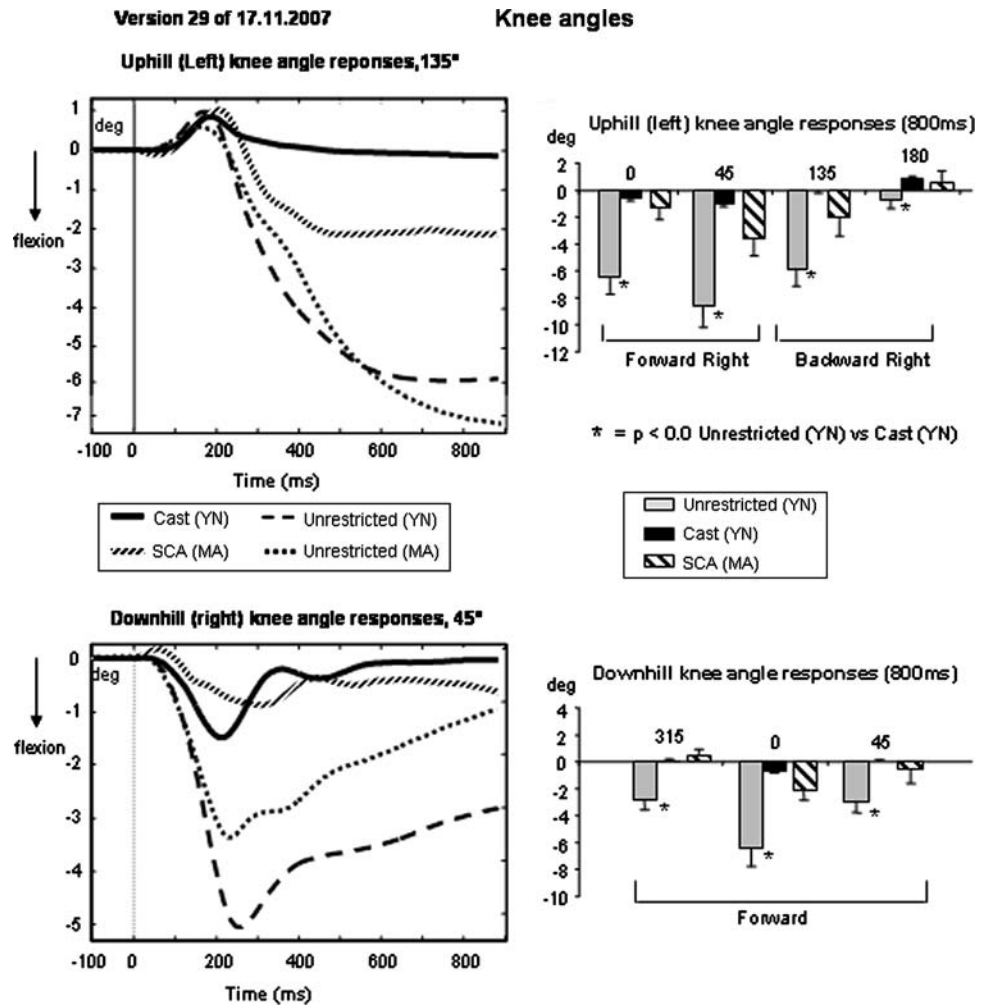 Version 29 of 17.11.2007
Knee angles
Uphill (Left) knee angle reponses,135°
1
0
-1
-2
-3
-4
-5
-6
-7
deg
flexion
-100 0 200 400 600 800
Time (ms)
Uphill (left) knee angle responses (800ms)
deg
2
0
-2
-4
-6
-8
-10
-12
0 45 135 180
* * * *
Forward Right Backward Right
* = p < 0.0 Unrestricted (YN) vs Cast (YN)
Cast (YN) Unrestricted (YN)
SCA (MA) Unrestricted (MA)
Unrestricted (YN)
Cast (YN)
SCA (MA)
Downhill (right) knee angle responses, 45°
0
-1
-2
-3
-4
-5
deg
flexion
-100 0 200 400 600 800
Time (ms)
Downhill knee angle responses (800ms)
deg
4
2
0
-2
-4
-6
-8
-10
315 0 45
* * *
Forward